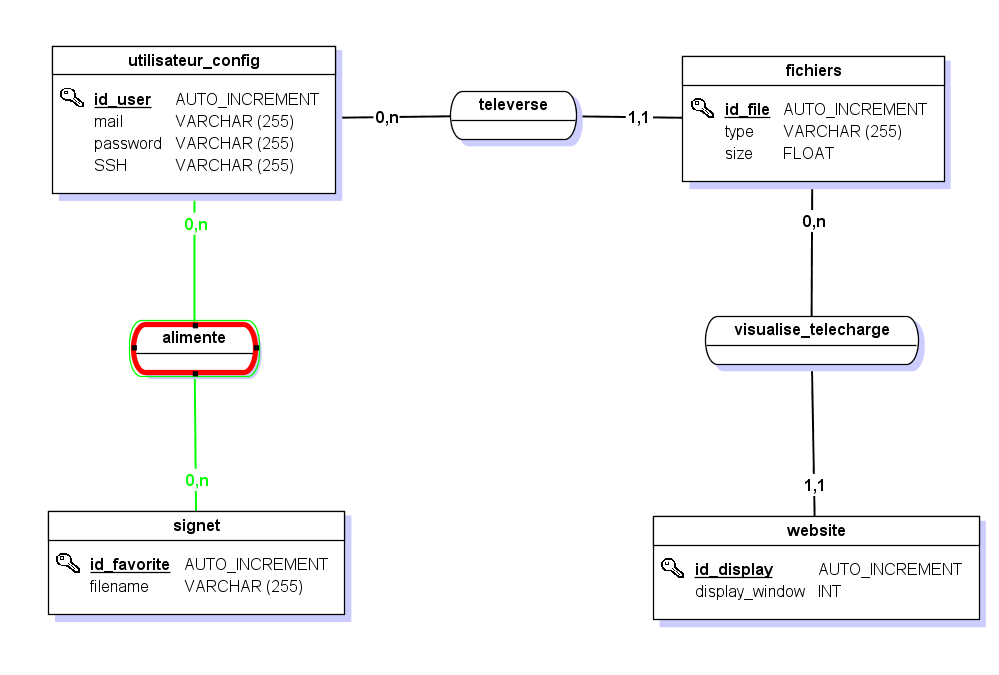 utilisateur_config
id_user AUTO_INCREMENT
mail VARCHAR (255)
password VARCHAR (255)
SSH VARCHAR (255)
0,n
televerse
1,1
fichiers
id_file AUTO_INCREMENT
type VARCHAR (255)
size FLOAT
0,n
0,n
alimente
visualise_telecharge
0,n
1,1
signet
id_favorite AUTO_INCREMENT
filename VARCHAR (255)
website
id_display AUTO_INCREMENT
display_window INT